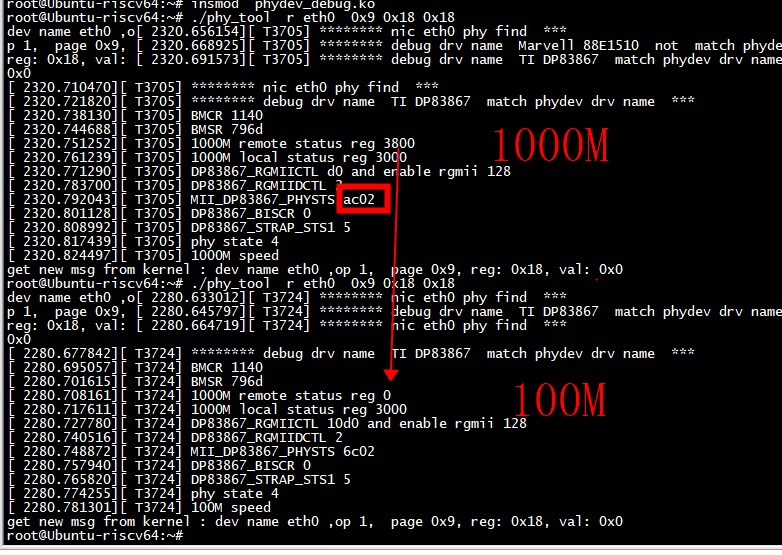 root@Ubuntu-riscv64:~# insmod  phydev_debug.ko
root@Ubuntu-riscv64:~# ./phy_tool  r eth0  0x9 0x18 0x18
dev name eth0 ,o[ 2320.656154][ T3705] ******** nic eth0 phy find  ***
p 1,  page 0x9, [ 2320.668925][ T3705] ******** debug drv name  Marvell 88E1510  not  match phydev dr
reg: 0x18, val: [ 2320.691573][ T3705] ******** debug drv name  TI DP83867  match phydev drv name  **
0x0
[ 2320.710470][ T3705] ******** nic eth0 phy find  ***
[ 2320.721820][ T3705] ******** debug drv name  TI DP83867  match phydev drv name  ***
[ 2320.738130][ T3705] BMCR 1140
[ 2320.744688][ T3705] BMSR 796d
[ 2320.751252][ T3705] 1000M remote status reg 3800
[ 2320.761239][ T3705] 1000M local status reg 3000
[ 2320.771290][ T3705] DP83867_RGMIICTL d0 and enable rgmii 128
[ 2320.783700][ T3705] DP83867_RGMIIDCTL 2
[ 2320.792043][ T3705] MII_DP83867_PHYSTS ac02
[ 2320.801128][ T3705] DP83867_BISCR 0
[ 2320.808992][ T3705] DP83867_STRAP_STS1 5
[ 2320.817439][ T3705] phy state 4
[ 2320.824497][ T3705] 1000M speed
1000M
get new msg from kernel : dev name eth0 ,op 1,  page 0x9, reg: 0x18, val: 0x0
root@Ubuntu-riscv64:~# ./phy_tool  r eth0  0x9 0x18 0x18
dev name eth0 ,o[ 2280.633012][ T3724] ******** nic eth0 phy find  ***
p 1,  page 0x9, [ 2280.645797][ T3724] ******** debug drv name  TI DP83867  match phydev drv name  **
reg: 0x18, val: [ 2280.664719][ T3724] ******** nic eth0 phy find  ***
0x0
[ 2280.677842][ T3724] ******** debug drv name  TI DP83867  match phydev drv name  ***
[ 2280.695057][ T3724] BMCR 1140
[ 2280.701615][ T3724] BMSR 796d
[ 2280.708161][ T3724] 1000M remote status reg 0
[ 2280.717611][ T3724] 1000M local status reg 3000
[ 2280.727780][ T3724] DP83867_RGMIICTL 10d0 and enable rgmii 128
[ 2280.740516][ T3724] DP83867_RGMIIDCTL 2
[ 2280.748872][ T3724] MII_DP83867_PHYSTS 6c02
[ 2280.757940][ T3724] DP83867_BISCR 0
[ 2280.765820][ T3724] DP83867_STRAP_STS1 5
[ 2280.774255][ T3724] phy state 4
[ 2280.781301][ T3724] 100M speed
100M
get new msg from kernel : dev name eth0 ,op 1,  page 0x9, reg: 0x18, val: 0x0
root@Ubuntu-riscv64:~#